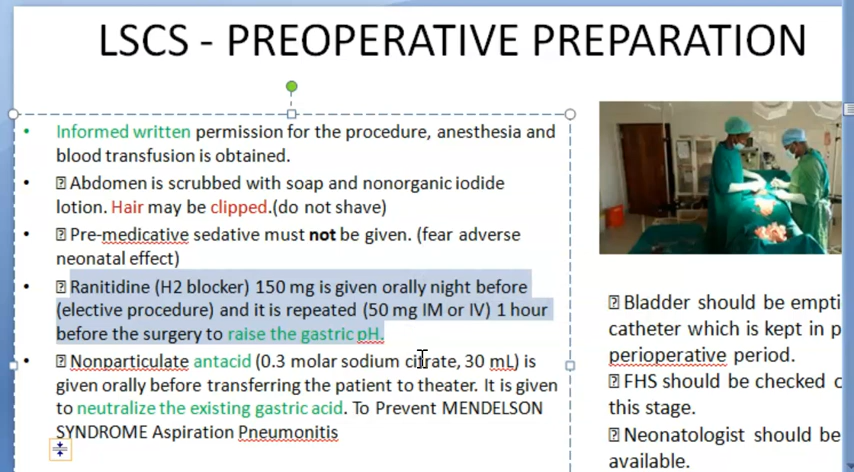 LSCS - PREOPERATIVE PREPARATION
• Informed written permission for the procedure, anesthesia and
blood transfusion is obtained.
• Abdomen is scrubbed with soap and nonorganic iodide
lotion. Hair may be clipped.(do not shave)
• Pre-medicative sedative must not be given. (fear adverse
neonatal effect)
• Ranitidine (H2 blocker) 150 mg is given orally night before
(elective procedure) and it is repeated (50 mg IM or IV) 1 hour
before the surgery to raise the gastric pH.
• Nonparticulate antacid (0.3 molar sodium citrate, 30 mL) is
given orally before transferring the patient to theater. It is given
to neutralize the existing gastric acid. To Prevent MENDELSON
SYNDROME Aspiration Pneumonitis
Bladder should be empti
catheter which is kept in p
perioperative period.
FHS should be checked
this stage.
Neonatologist should be
available.